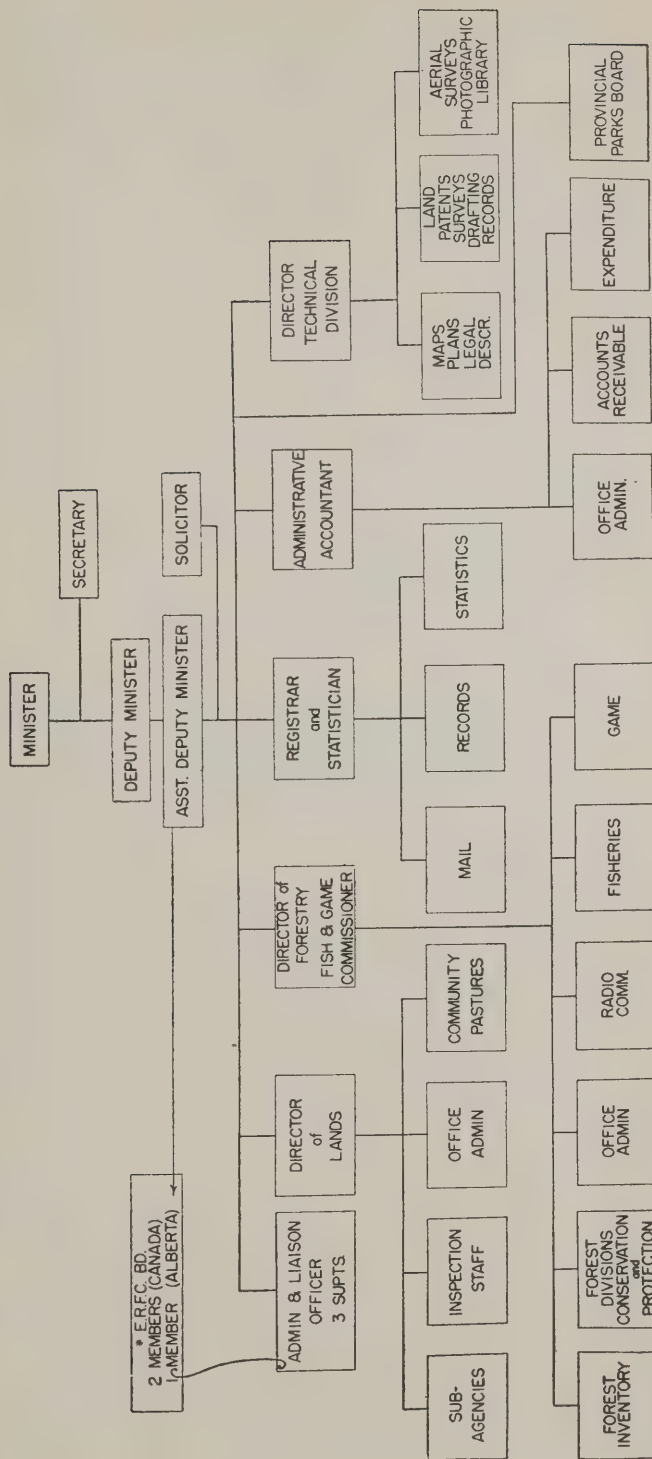 MINISTER
SECRETARY
DEPUTY MINISTER
ASST. DEPUTY MINISTER
SOLICITOR
* E.R.F.C. BD.
2 MEMBERS (CANADA)
1 MEMBER (ALBERTA)
ADMIN & LIAISON
OFFICER
3 SUPTS.
DIRECTOR
of
LANDS
DIRECTOR of
FORESTRY
FISH & GAME
COMMISSIONER
REGISTRAR
and
STATISTICIAN
ADMINISTRATIVE
ACCOUNTANT
DIRECTOR
TECHNICAL
DIVISION
SUB-
AGENCIES
INSPECTION
STAFF
OFFICE
ADMIN
COMMUNITY
PASTURES
MAIL
RECORDS
STATISTICS
MAPS
PLANS
LEGAL
DESCR.
LAND
PATENTS
SURVEYS
DRAFTING
RECORDS
AERIAL
SURVEYS
PHOTOGRAPHIC
LIBRARY
FOREST
INVENTORY
FOREST
DIVISIONS
CONSERVATION
and
PROTECTION
OFFICE
ADMIN
RADIO
COMM.
FISHERIES
GAME
OFFICE
ADMIN.
ACCOUNTS
RECEIVABLE
EXPENDITURE
PROVINCIAL
PARKS BOARD